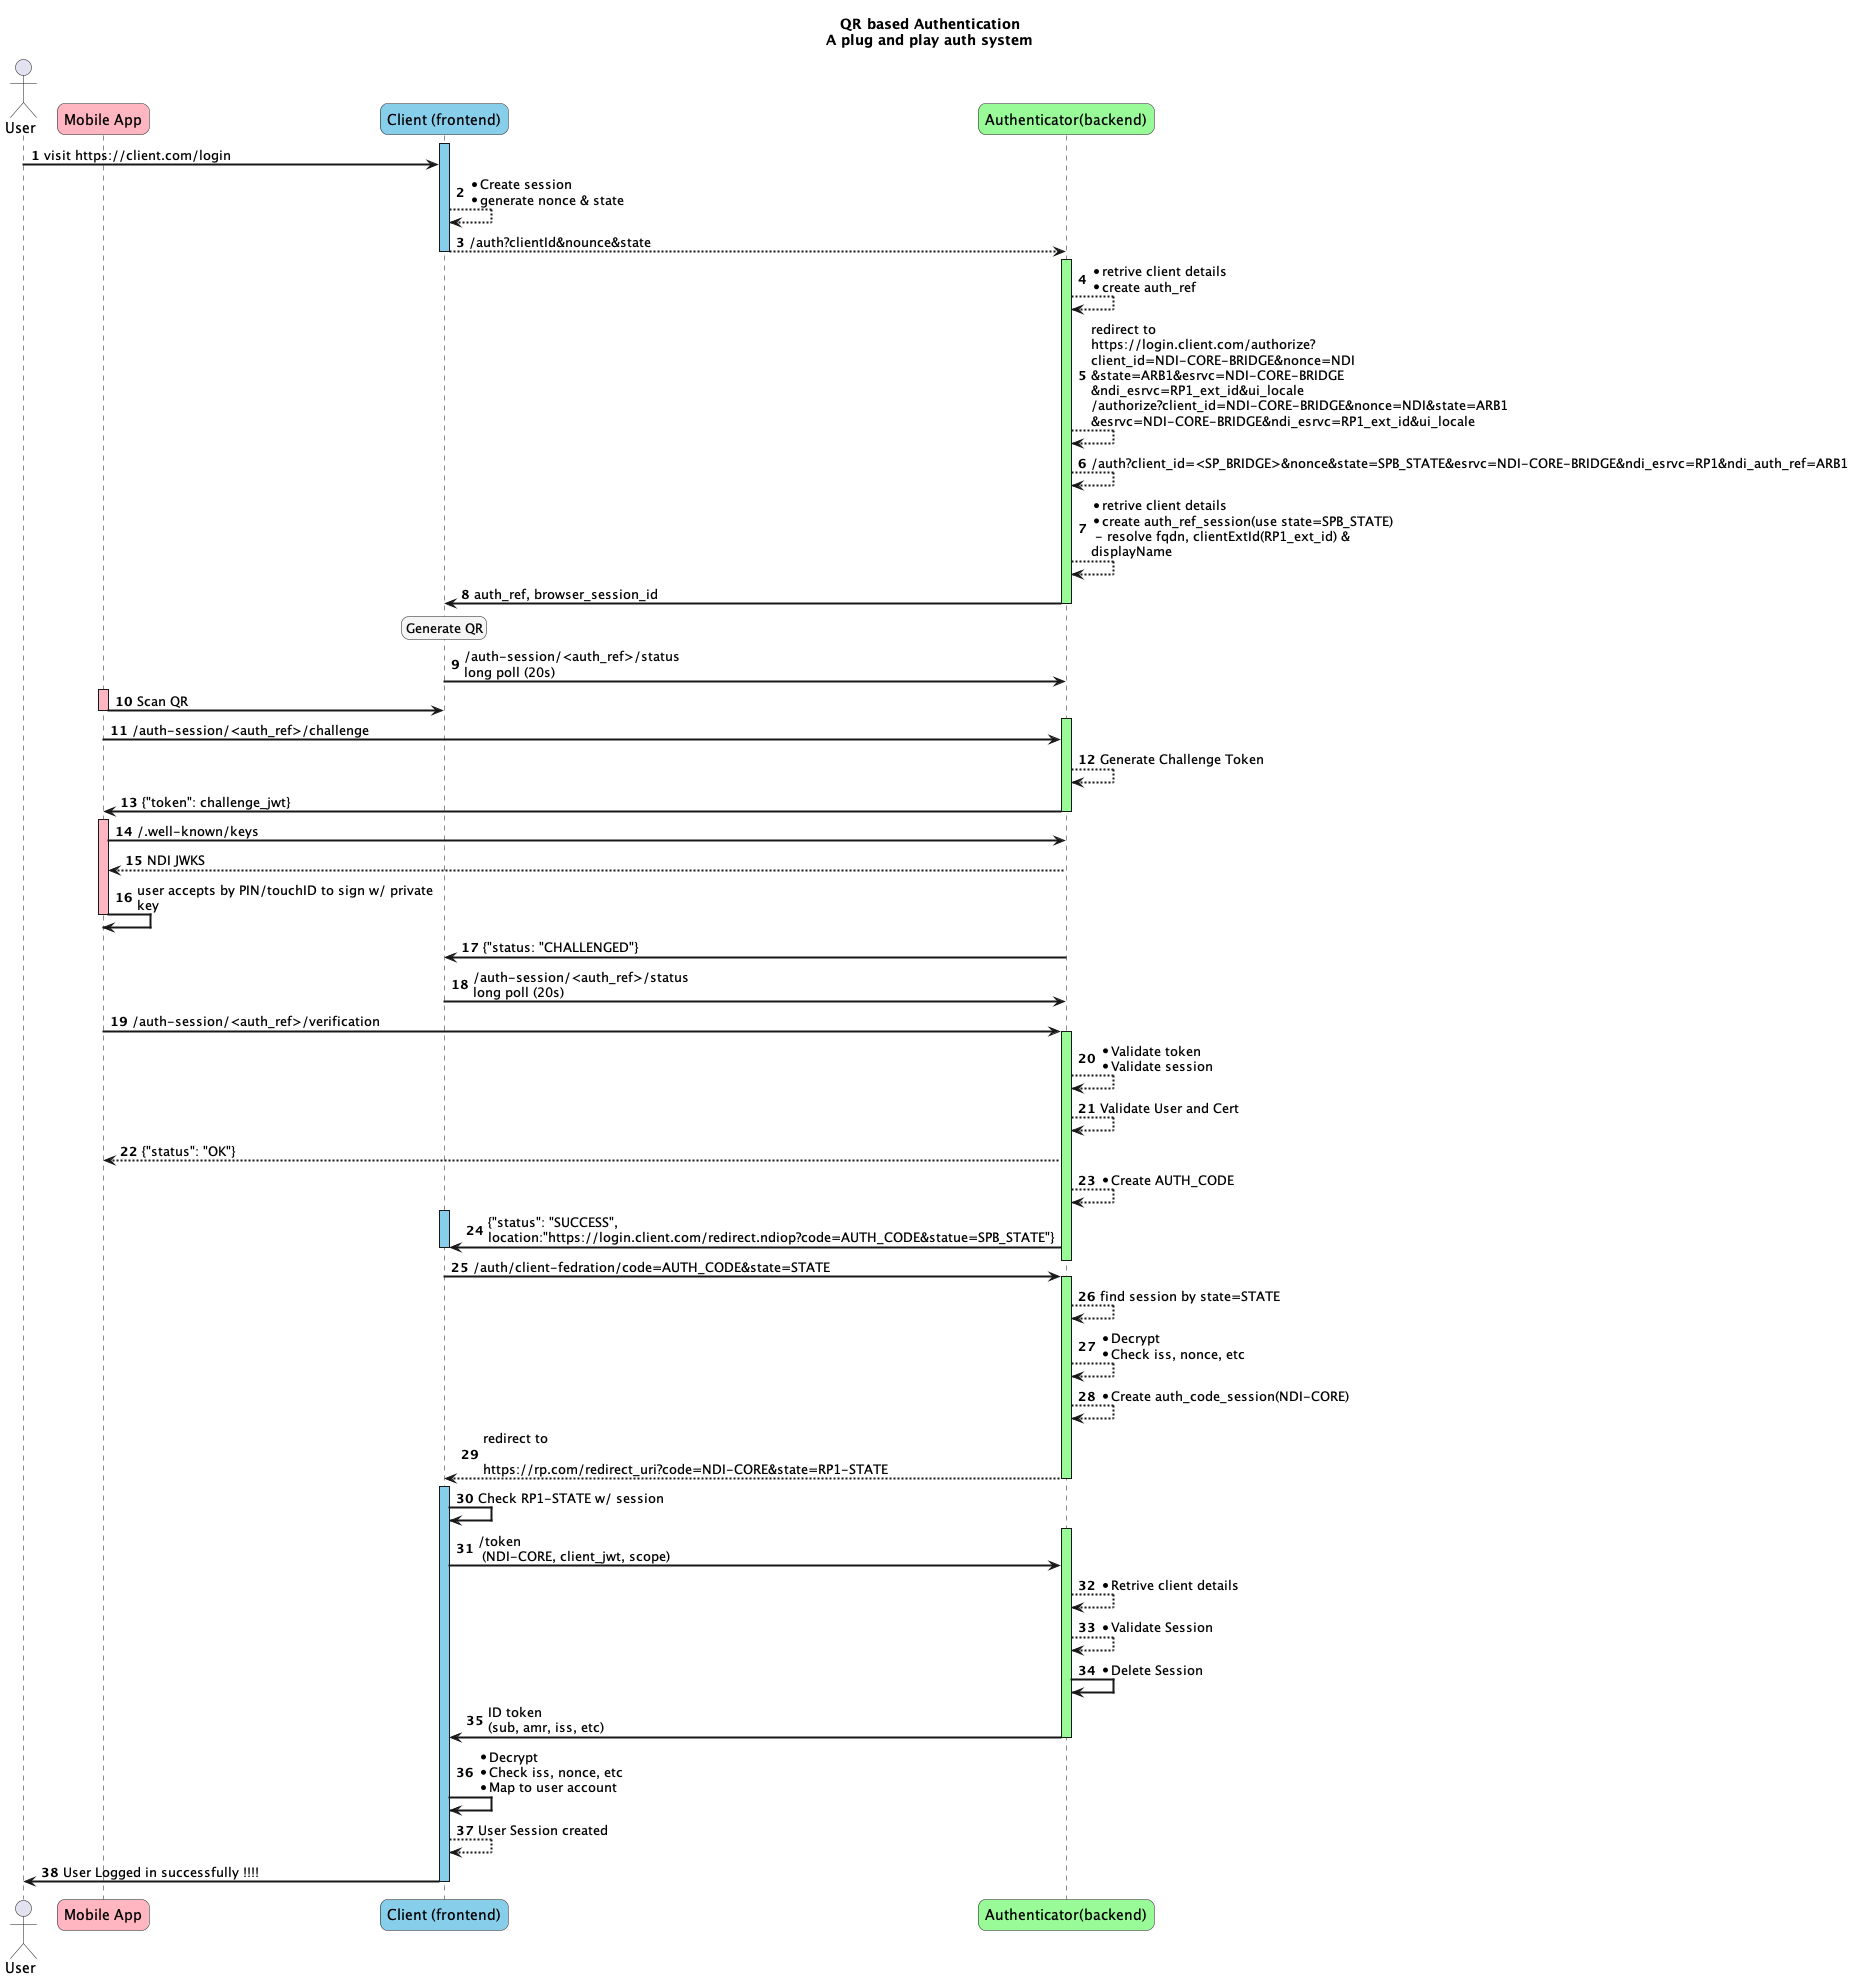 QR based Authentication
A plug and play auth system
User
Mobile App
Client (frontend)
Authenticator(backend)
1 visit https://client.com/login
2
• Create session
• generate nonce & state
3 /auth?clientId&nounce&state
4
• retrive client details
• create auth_ref
5
redirect to
https://login.client.com/authorize?
client_id=NDI-CORE-BRIDGE&nonce=NDI
&state=ARB1&esrvc=NDI-CORE-BRIDGE
&ndi_esrvc=RP1_ext_id&ui_locale
/authorize?client_id=NDI-CORE-BRIDGE&nonce=NDI&state=ARB1
&esrvc=NDI-CORE-BRIDGE&ndi_esrvc=RP1_ext_id&ui_locale
6 /auth?client_id=<SP_BRIDGE>&nonce&state=SPB_STATE&esrvc=NDI-CORE-BRIDGE&ndi_esrvc=RP1&ndi_auth_ref=ARB1
7
• retrive client details
• create auth_ref_session(use state=SPB_STATE)
- resolve fqdn, clientExtId(RP1_ext_id) &
displayName
8 auth_ref, browser_session_id
Generate QR
9
/auth-session/<auth_ref>/status
long poll (20s)
10 Scan QR
11 /auth-session/<auth_ref>/challenge
12 Generate Challenge Token
13 {"token": challenge_jwt}
14 /.well-known/keys
15 NDI JWKS
16
user accepts by PIN/touchID to sign w/ private
key
17 {"status: "CHALLENGED"}
18
/auth-session/<auth_ref>/status
long poll (20s)
19 /auth-session/<auth_ref>/verification
20
• Validate token
• Validate session
21 Validate User and Cert
22 {"status": "OK"}
23 • Create AUTH_CODE
24
{"status": "SUCCESS",
location:"https://login.client.com/redirect.ndiop?code=AUTH_CODE&statue=SPB_STATE"}
25 /auth/client-fedration/code=AUTH_CODE&state=STATE
26 find session by state=STATE
27
• Decrypt
• Check iss, nonce, etc
28 • Create auth_code_session(NDI-CORE)
29
redirect to
https://rp.com/redirect_uri?code=NDI-CORE&state=RP1-STATE
30 Check RP1-STATE w/ session
31
/token
(NDI-CORE, client_jwt, scope)
32 • Retrive client details
33 • Validate Session
34 • Delete Session
35
ID token
(sub, amr, iss, etc)
36
• Decrypt
• Check iss, nonce, etc
• Map to user account
37 User Session created
38 User Logged in successfully !!!!
User
Mobile App
Client (frontend)
Authenticator(backend)